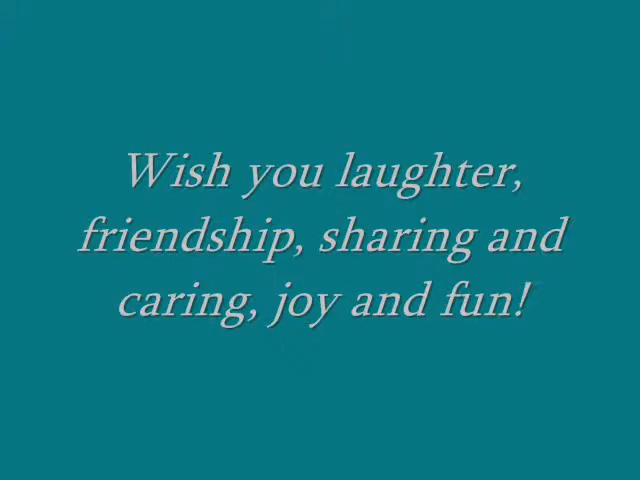 Wish you laughter,
friendship, sharing and
caring, joy and fun!